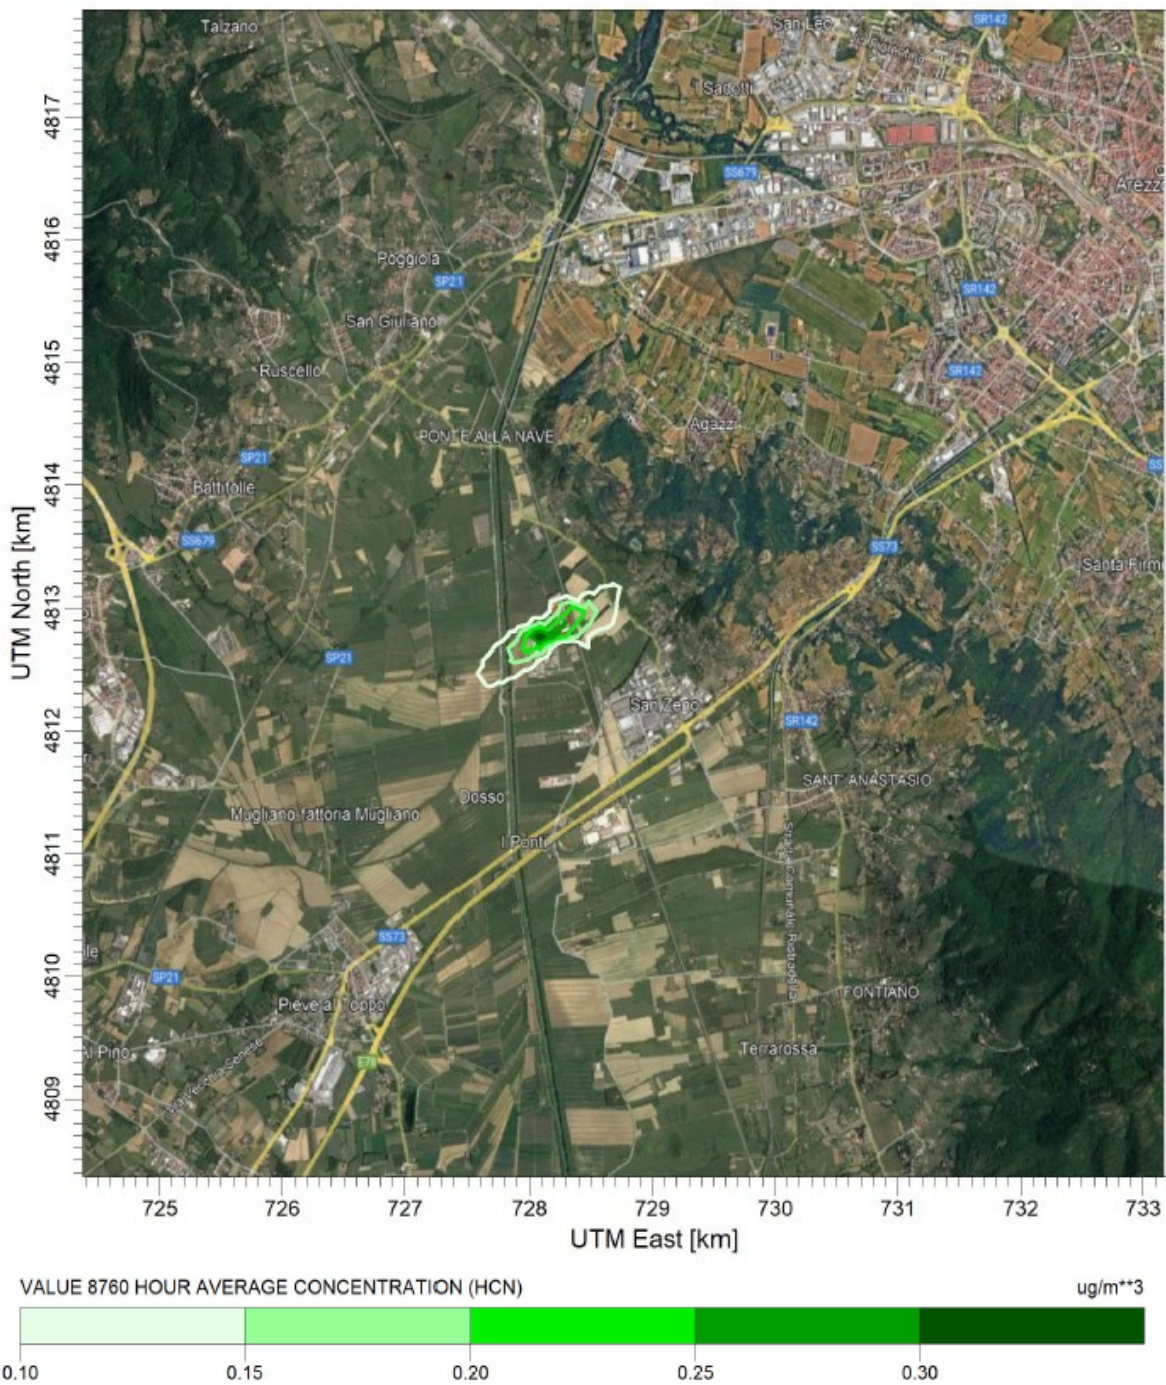 Talzano
San Leo
SR142
I Sadotti
4817
SS679
Arezz
4816
Poggiola
SP21
SR142
San Giuliano
4815
Ruscello
SR142
Agazzi
PONTE ALLA NAVE
SP21
SS
4814
Battifolle
SS679
SS73
Santa Firmi
UTM North [km]
4813
SP21
San Zeno
4812
SR142
SANT' ANASTASIO
Dosso
Mugliano-fattoria Mugliano
4811
I Ponti
SS73
4810
SP21
Pieve al Toppo
FONTIANO
Al Pino
Terrarossa
E78
4809
725 726 727 728 729 730 731 732 733
UTM East [km]
VALUE 8760 HOUR AVERAGE CONCENTRATION (HCN) ug/m**3
0.10 0.15 0.20 0.25 0.30